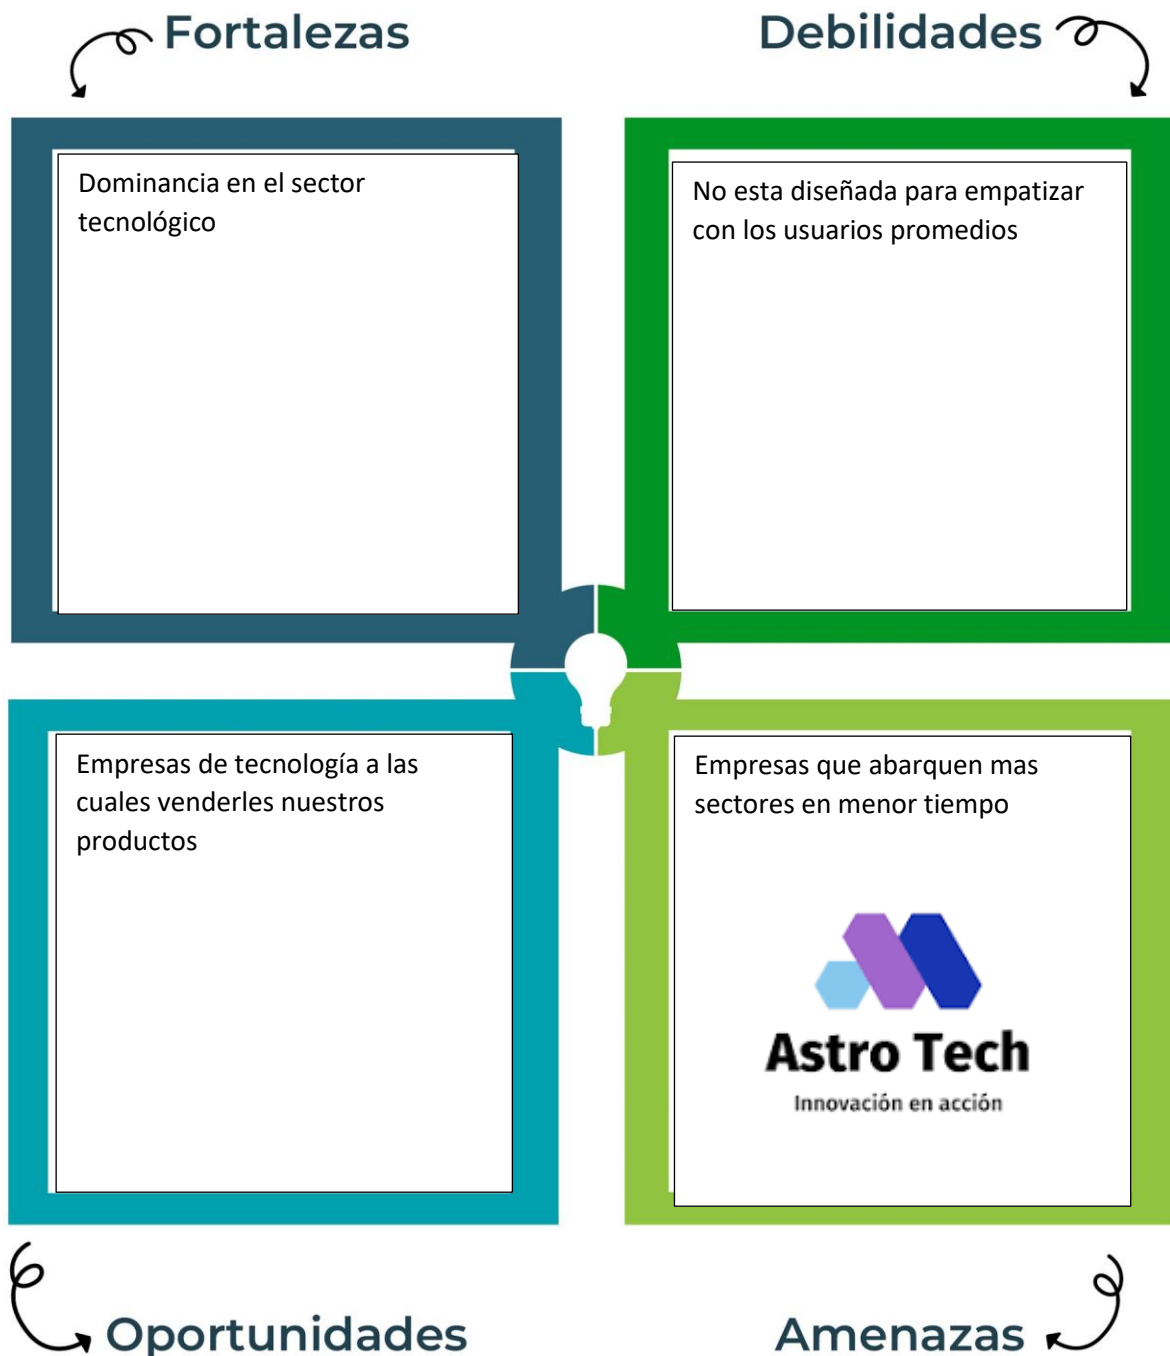 Fortalezas
Debilidades
Dominancia en el sector
tecnológico
No esta diseñada para empatizar
con los usuarios promedios
Empresas de tecnología a las
cuales venderles nuestros
productos
Empresas que abarquen mas
sectores en menor tiempo
Astro Tech
Innovación en acción
Oportunidades
Amenazas